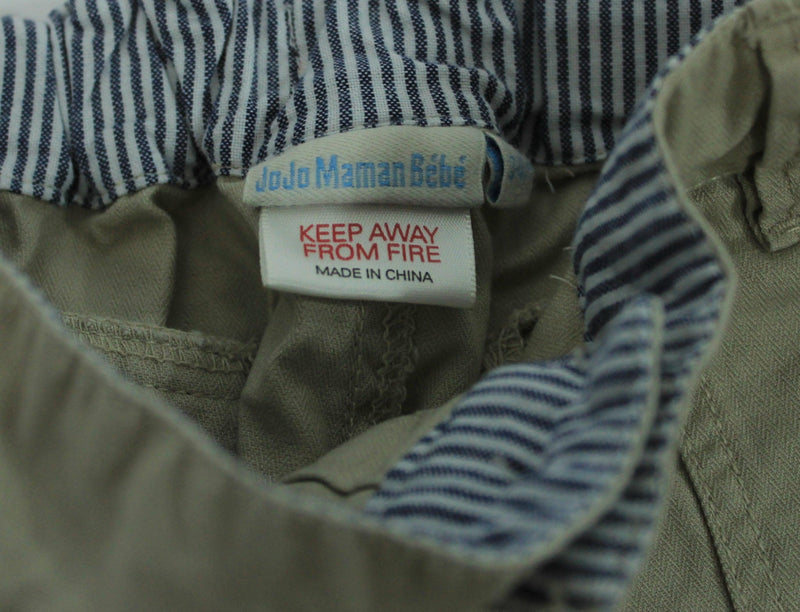 JoJo Maman Bébé
KEEP AWAY
FROM FIRE
MADE IN CHINA